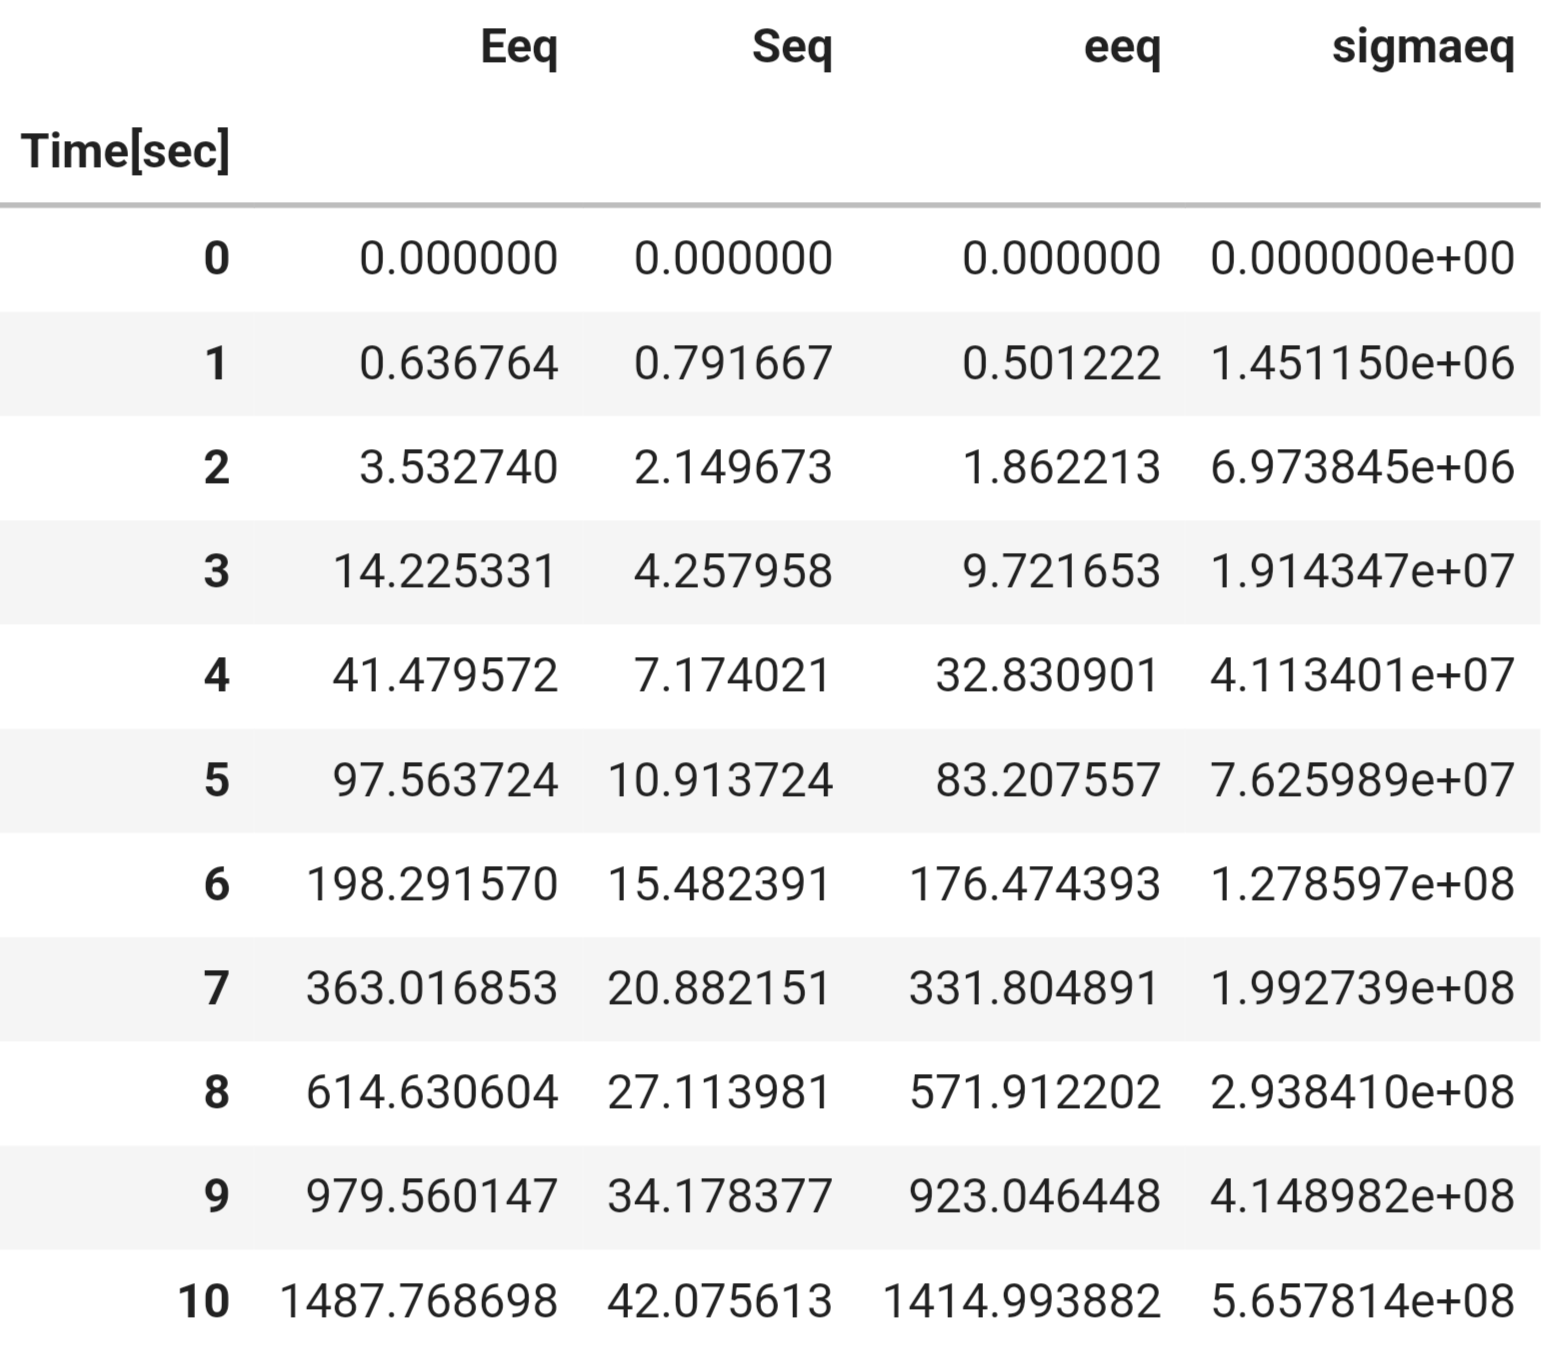 Eeq Seq eeq sigmaeq
Time[sec]
0 0.000000 0.000000 0.000000 0.000000e+00
1 0.636764 0.791667 0.501222 1.451150e+06
2 3.532740 2.149673 1.862213 6.973845e+06
3 14.225331 4.257958 9.721653 1.914347e+07
4 41.479572 7.174021 32.830901 4.113401e+07
5 97.563724 10.913724 83.207557 7.625989e+07
6 198.291570 15.482391 176.474393 1.278597e+08
7 363.016853 20.882151 331.804891 1.992739e+08
8 614.630604 27.113981 571.912202 2.938410e+08
9 979.560147 34.178377 923.046448 4.148982e+08
10 1487.768698 42.075613 1414.993882 5.657814e+08